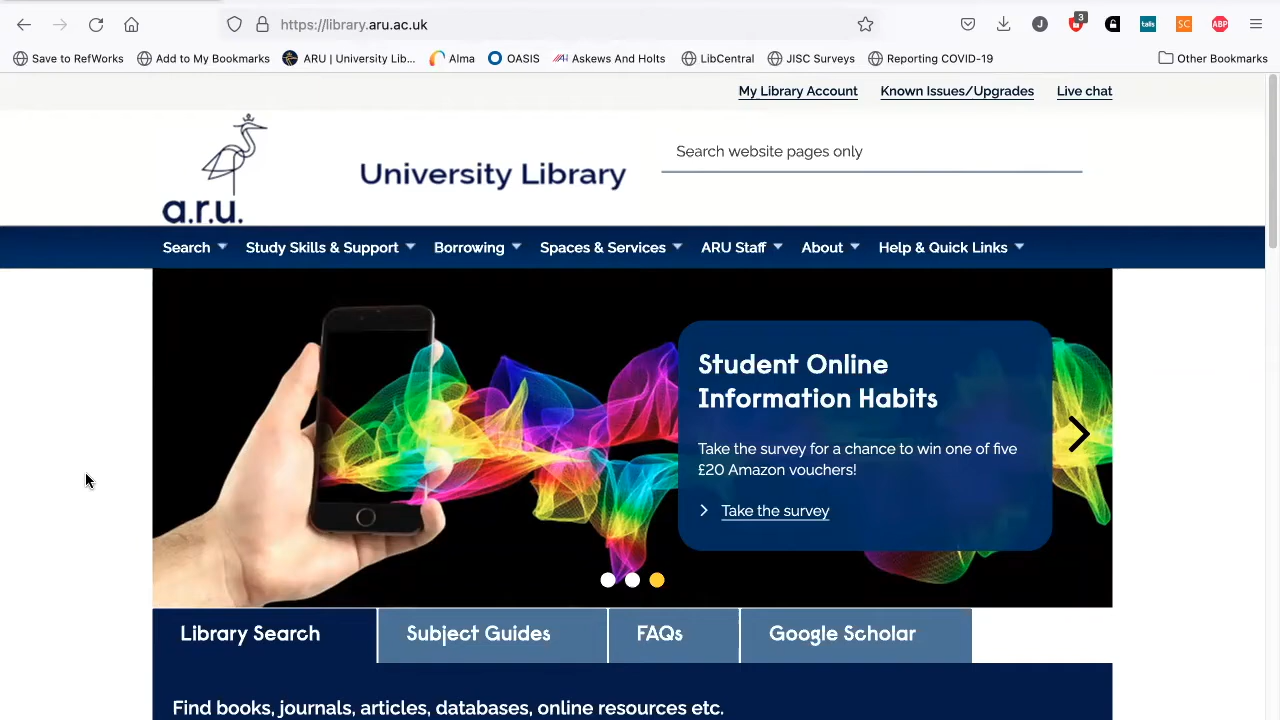 https://library.aru.ac.uk
J
3
talis
SC
ABP
Save to RefWorks
Add to My Bookmarks
ARU | University Lib...
Alma
OASIS
Askews And Holts
LibCentral
JISC Surveys
Reporting COVID-19
Other Bookmarks
My Library Account
Known Issues/Upgrades
Live chat
a.r.u.
University Library
Search website pages only
Search
Study Skills & Support
Borrowing
Spaces & Services
ARU Staff
About
Help & Quick Links
Student Online
Information Habits
Take the survey for a chance to win one of five
£20 Amazon vouchers!
Take the survey
Library Search
Subject Guides
FAQs
Google Scholar
Find books, journals, articles, databases, online resources etc.